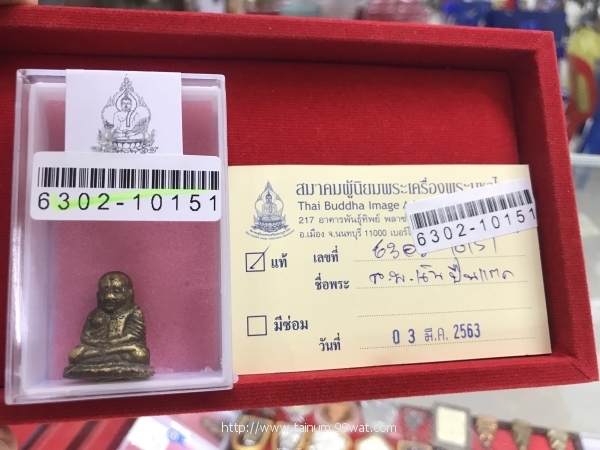 6302-10151
สมาคมผู้นิยมพระเครื่องพระบูชาไ
Thai Buddha Image A
217 อาคารพันธุ์ทิพย์ พลาซ่
อ.เมือง จ.นนทบุรี 11000 เบอร์โ
6302-10151
แท้ เลขที่
ชื่อพระ
มีซ่อม
วันที่ 0 3 มี.ค. 2563
http://www.tainum.99wat.com